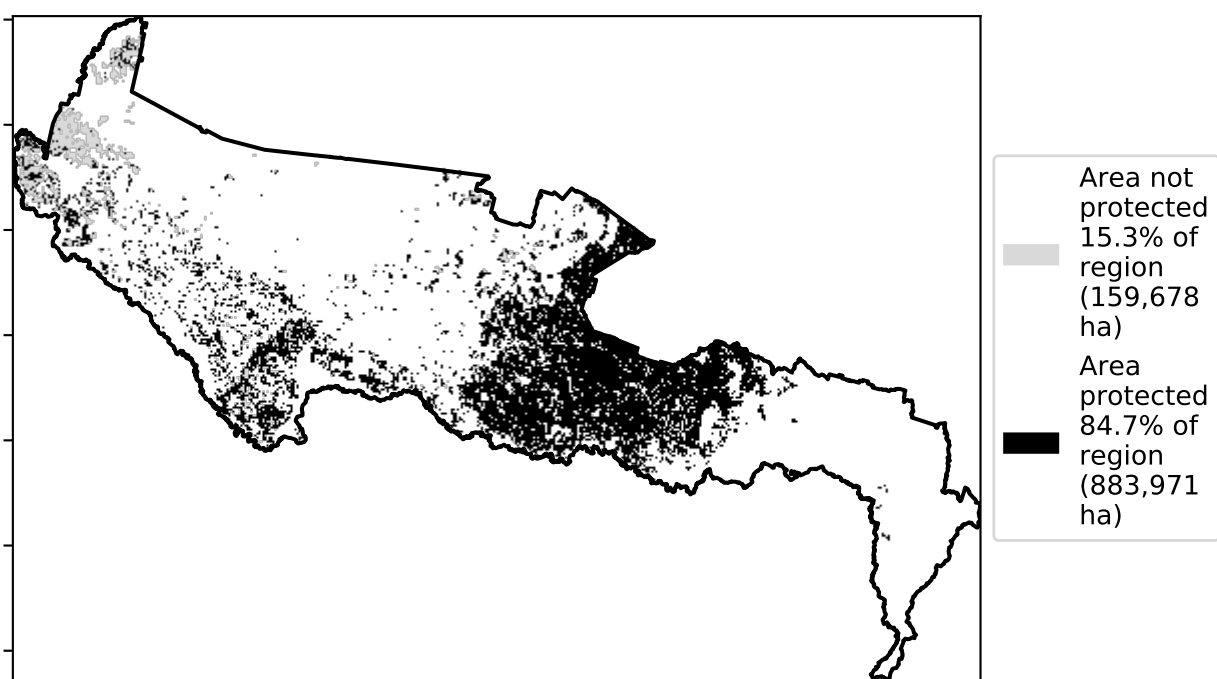 Area not
protected
15.3% of
region
(159,678
ha)
Area
protected
84.7% of
region
(883,971
ha)